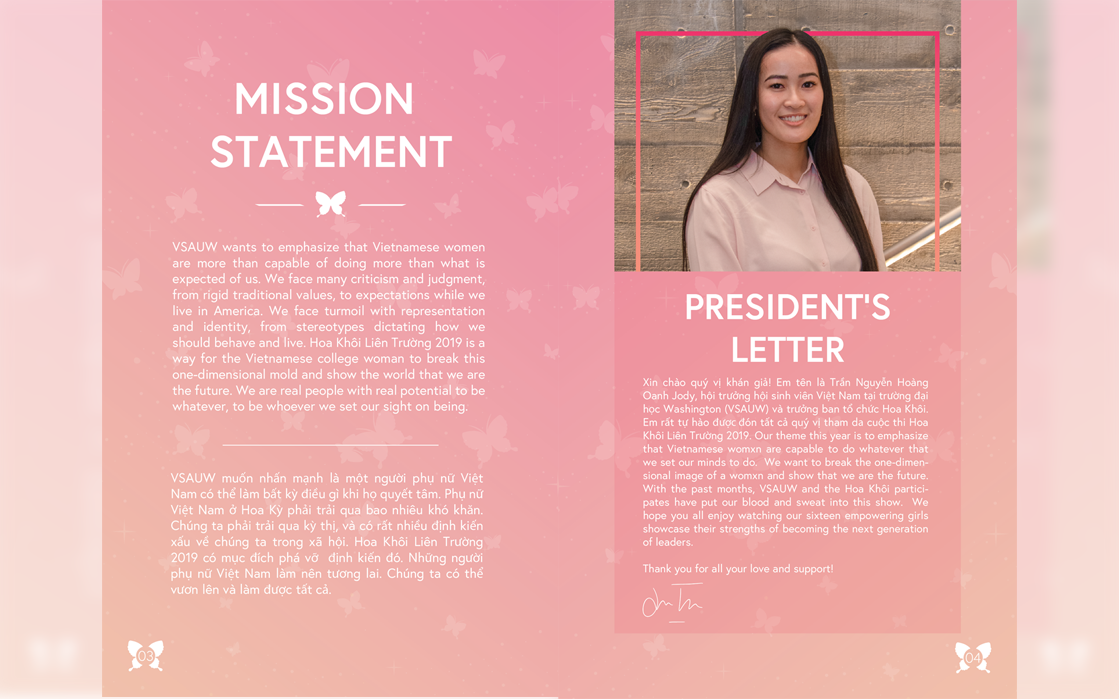 MISSION
STATEMENT
VSAUW wants to emphasize that Vietnamese women
are more than capable of doing more than what is
expected of us. We face many criticism and judgment,
from rigid traditional values, to expectations while we
live in America. We face turmoil with representation
and identity, from stereotypes dictating how we
should behave and live. Hoa Khôi Liên Trường 2019 is a
way for the Vietnamese college woman to break this
one-dimensional mold and show the world that we are
the future. We are real people with real potential to be
whatever, to be whoever we set our sight on being.
VSAUW muốn nhấn mạnh là một người phụ nữ Việt
Nam có thể làm bất kỳ điều gì khi họ quyết tâm. Phụ nữ
Việt Nam ở Hoa Kỳ phải trải qua bao nhiêu khó khăn.
Chúng ta phải trải qua kỳ thị, và có rất nhiều định kiến
xấu về chúng ta trong xã hội. Hoa Khôi Liên Trường
2019 có mục đích phá vỡ định kiến đó. Những người
phụ nữ Việt Nam làm nên tương lai. Chúng ta có thể
vươn lên và làm được tất cả.
03
PRESIDENT'S
LETTER
Xin chào quý vị khán giả! Em tên là Trần Nguyễn Hoàng
Oanh Jody, hội trưởng hội sinh viên Việt Nam tại trường đại
học Washington (VSAUW) và trưởng ban tổ chức Hoa Khôi.
Em rất tự hào được đón tất cả quý vị tham da cuộc thi Hoa
Khôi Liên Trường 2019. Our theme this year is to emphasize
that Vietnamese womxn are capable to do whatever that
we set our minds to do. We want to break the one-dimen-
sional image of a womxn and show that we are the future.
With the past months, VSAUW and the Hoa Khôi partici-
pates have put our blood and sweat into this show. We
hope you all enjoy watching our sixteen empowering girls
showcase their strengths of becoming the next generation
of leaders.
Thank you for all your love and support!
04